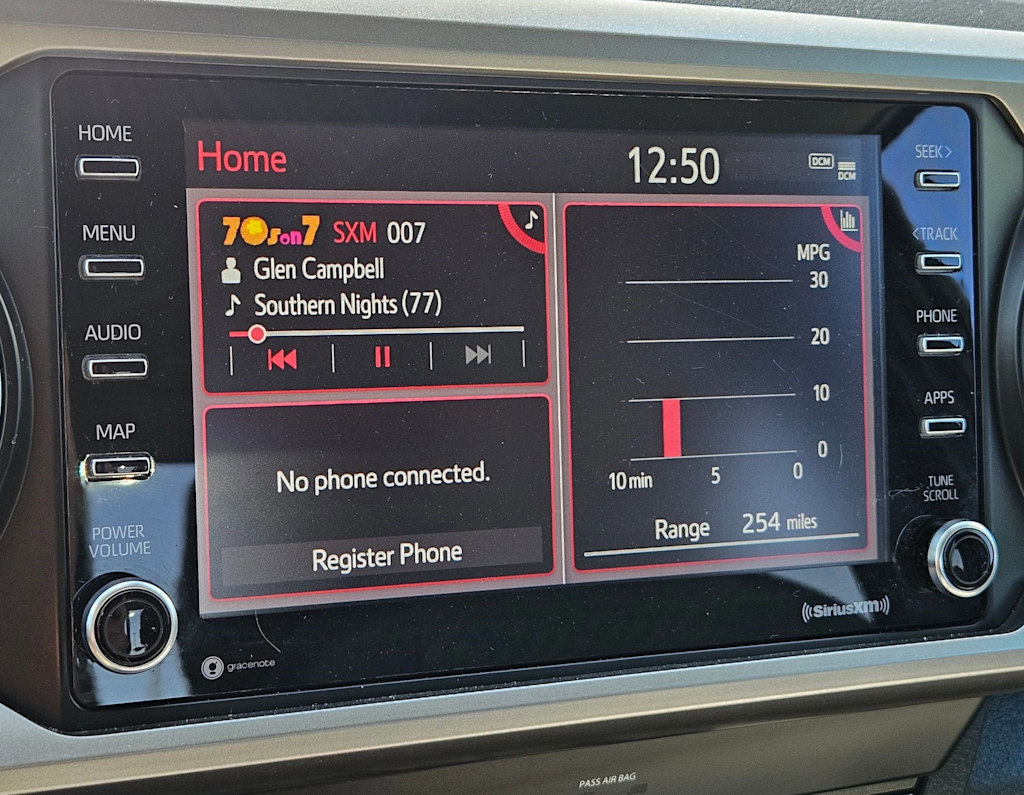 HOME
MENU
AUDIO
MAP
POWER
VOLUME
Home
12:50
DCM
DCM
70s on 7 SXM 007
Glen Campbell
Southern Nights (77)
No phone connected.
Register Phone
MPG
30
20
10
0
10 min 5 0
Range 254 miles
SEEK>
<TRACK
PHONE
APPS
TUNE
SCROLL
gracenote
((SiriusXM))
PASS AIR BAG